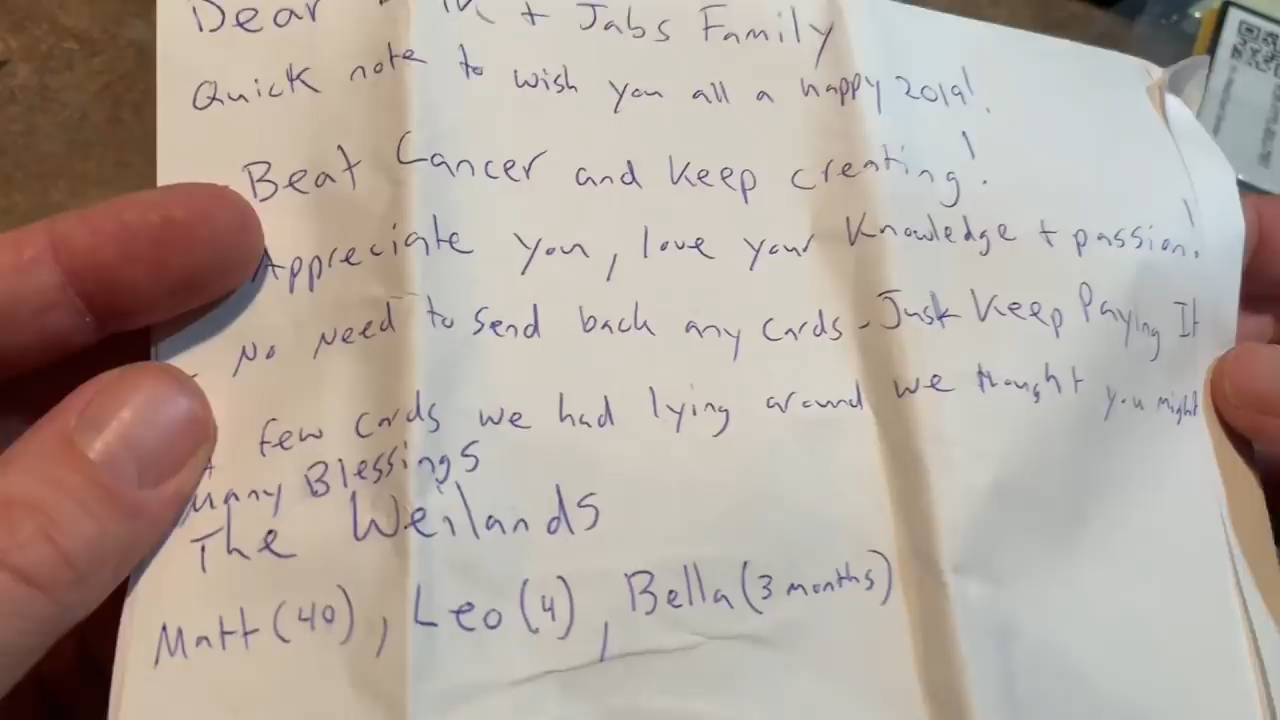 Dear + Jabs Family
Quick note to wish you all a happy 2019!
Beat Cancer and keep creating!
Appreciate you, love your Knowledge + passion!
- No Need to send back any cards - Just Keep Paying It
few cards we had lying around we thought you might
Many Blessings
The Weilands
Matt (40), Leo (4), Bella (3 months)